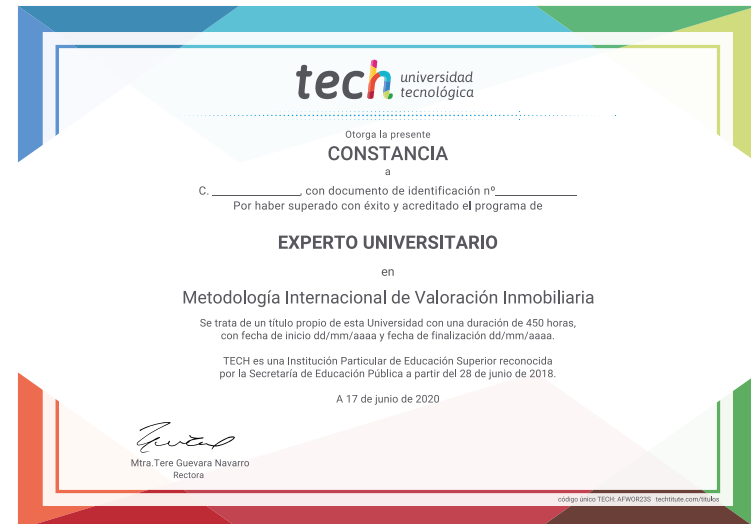 tech universidad
tecnológica
Otorga la presente
CONSTANCIA
a
C. ________________, con documento de identificación nº_______________
Por haber superado con éxito y acreditado el programa de
EXPERTO UNIVERSITARIO
en
Metodología Internacional de Valoración Inmobiliaria
Se trata de un título propio de esta Universidad con una duración de 450 horas,
con fecha de inicio dd/mm/aaaa y fecha de finalización dd/mm/aaaa.
TECH es una Institución Particular de Educación Superior reconocida
por la Secretaría de Educación Pública a partir del 28 de junio de 2018.
A 17 de junio de 2020
Mtra.Tere Guevara Navarro
Rectora
código único TECH: AFWOR23S techtitute.com/titulos